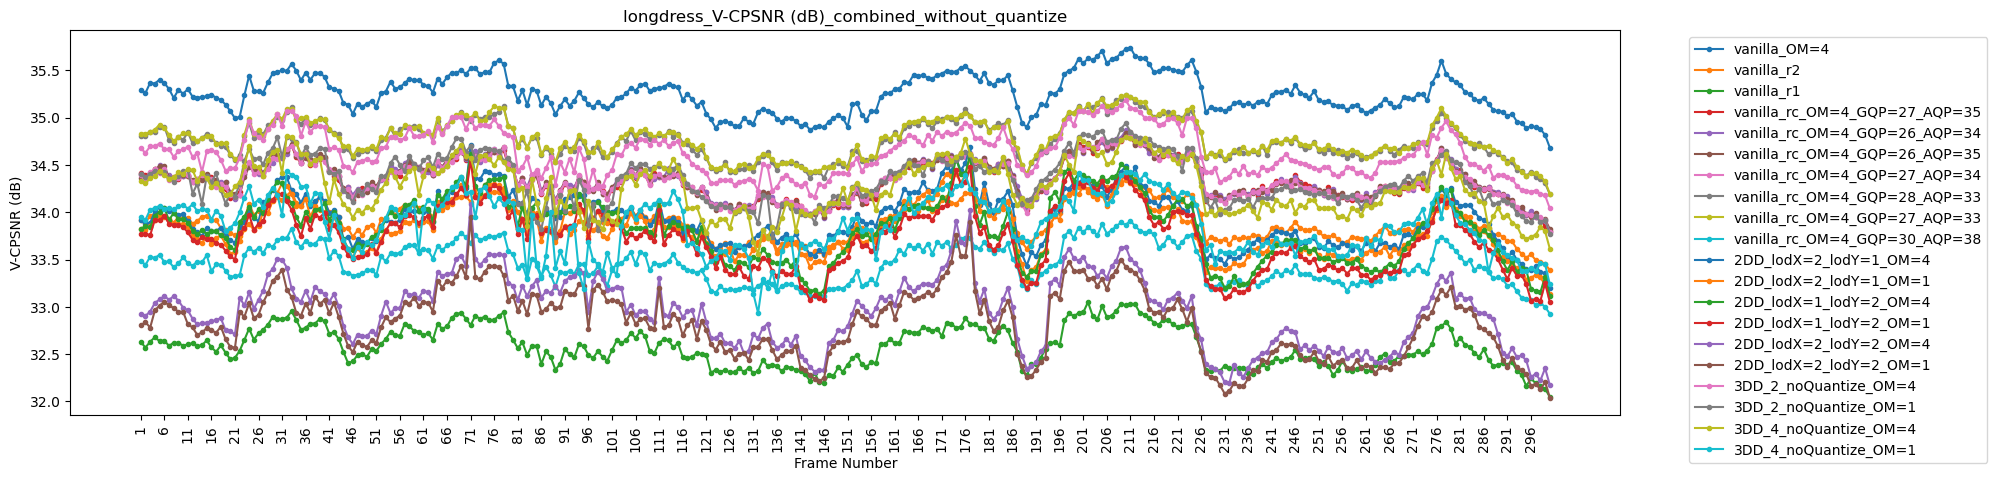 longdress_V-CPSNR (dB)_combined_without_quantize
V-CPSNR (dB)
35.5
35.0
34.5
34.0
33.5
33.0
32.5
32.0
1 6 11 16 21 26 31 36 41 46 51 56 61 66 71 76 81 86 91 96 101 106 111 116 121 126 131 136 141 146 151 156 161 166 171 176 181 186 191 196 201 206 211 216 221 226 231 236 241 246 251 256 261 266 271 276 281 286 291 296
Frame Number
vanilla_OM=4
vanilla_r2
vanilla_r1
vanilla_rc_OM=4_GQP=27_AQP=35
vanilla_rc_OM=4_GQP=26_AQP=34
vanilla_rc_OM=4_GQP=26_AQP=35
vanilla_rc_OM=4_GQP=27_AQP=34
vanilla_rc_OM=4_GQP=28_AQP=33
vanilla_rc_OM=4_GQP=27_AQP=33
vanilla_rc_OM=4_GQP=30_AQP=38
2DD_lodX=2_lodY=1_OM=4
2DD_lodX=2_lodY=1_OM=1
2DD_lodX=1_lodY=2_OM=4
2DD_lodX=1_lodY=2_OM=1
2DD_lodX=2_lodY=2_OM=4
2DD_lodX=2_lodY=2_OM=1
3DD_2_noQuantize_OM=4
3DD_2_noQuantize_OM=1
3DD_4_noQuantize_OM=4
3DD_4_noQuantize_OM=1